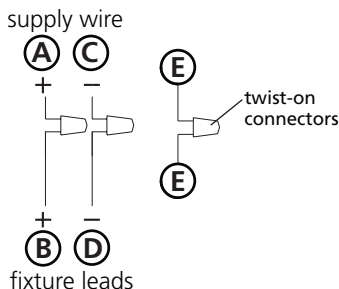 supply wire
A C
+ −
E
twist-on
connectors
E
+ −
B D
fixture leads